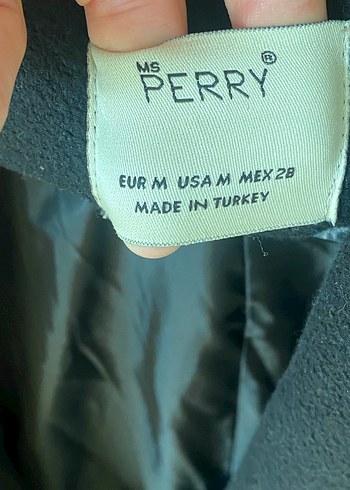 MS
PERRY®
EUR M USA M MEX 28
MADE IN TURKEY